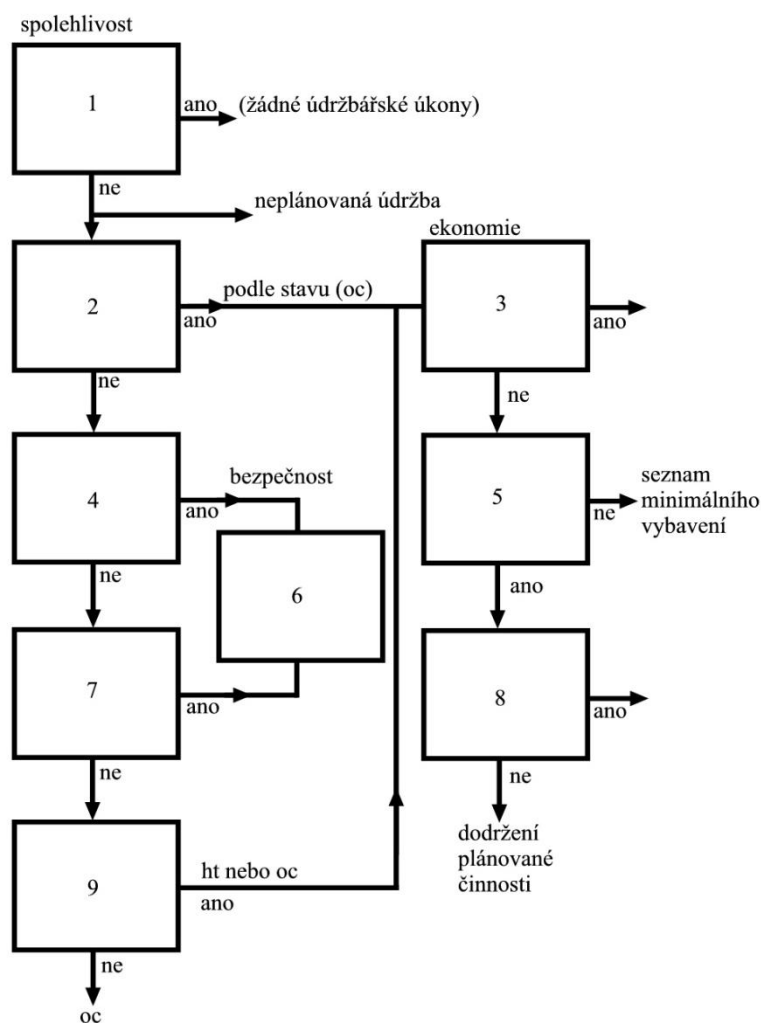 spolehlivost
1
ano
(žádné údržbářské úkony)
ne
neplánovaná údržba
2
ano
podle stavu (oc)
ekonomie
3
ano
ne
ne
4
ano
bezpečnost
5
ne
seznam
minimálního
vybavení
ne
6
ano
7
ano
8
ano
ne
ne
dodržení
plánované
činnosti
9
ht nebo oc
ano
ne
oc